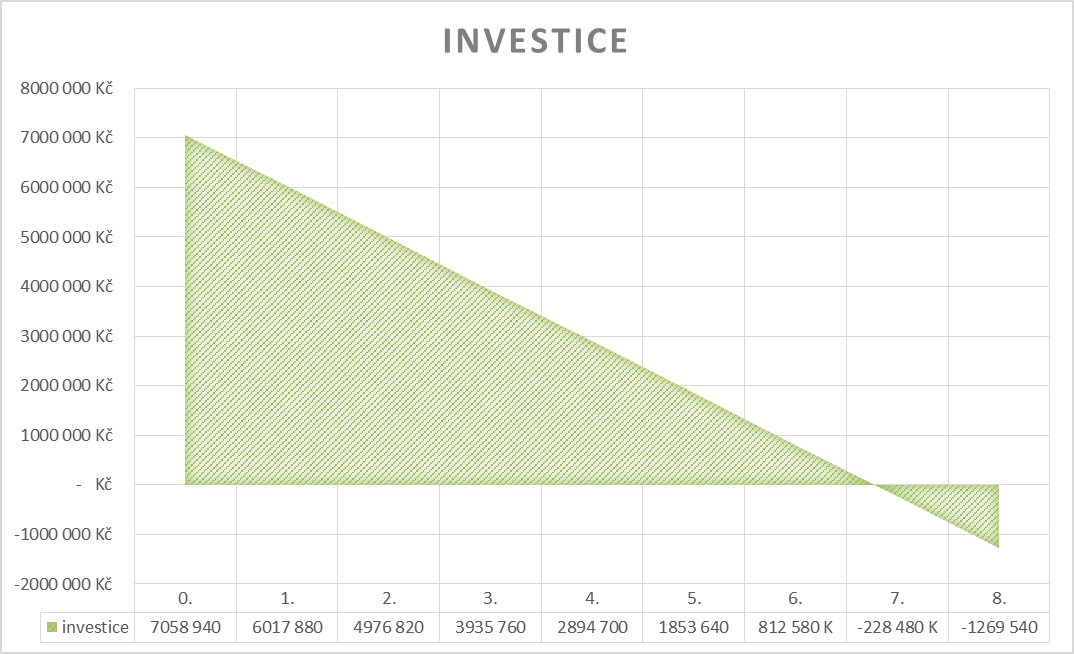 INVESTICE
8000 000 Kč
7000 000 Kč
6000 000 Kč
5000 000 Kč
4000 000 Kč
3000 000 Kč
2000 000 Kč
1000 000 Kč
- Kč
-1000 000 Kč
-2000 000 Kč
0. 1. 2. 3. 4. 5. 6. 7. 8.
investice 7058 940 6017 880 4976 820 3935 760 2894 700 1853 640 812 580 K -228 480 K -1269 540